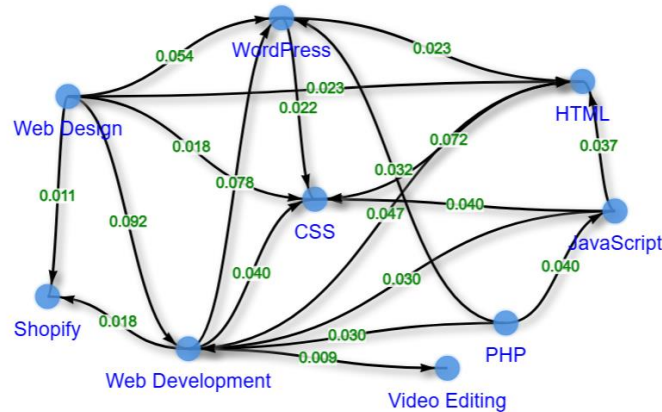 WordPress
0.054
0.023
Web Design
0.023
HTML
0.022
0.018
0.072
0.037
0.011
0.078
0.032
0.092
0.047
0.040
CSS
JavaScript
0.040
0.030
0.040
Shopify
0.018
0.030
PHP
Web Development
0.009
Video Editing